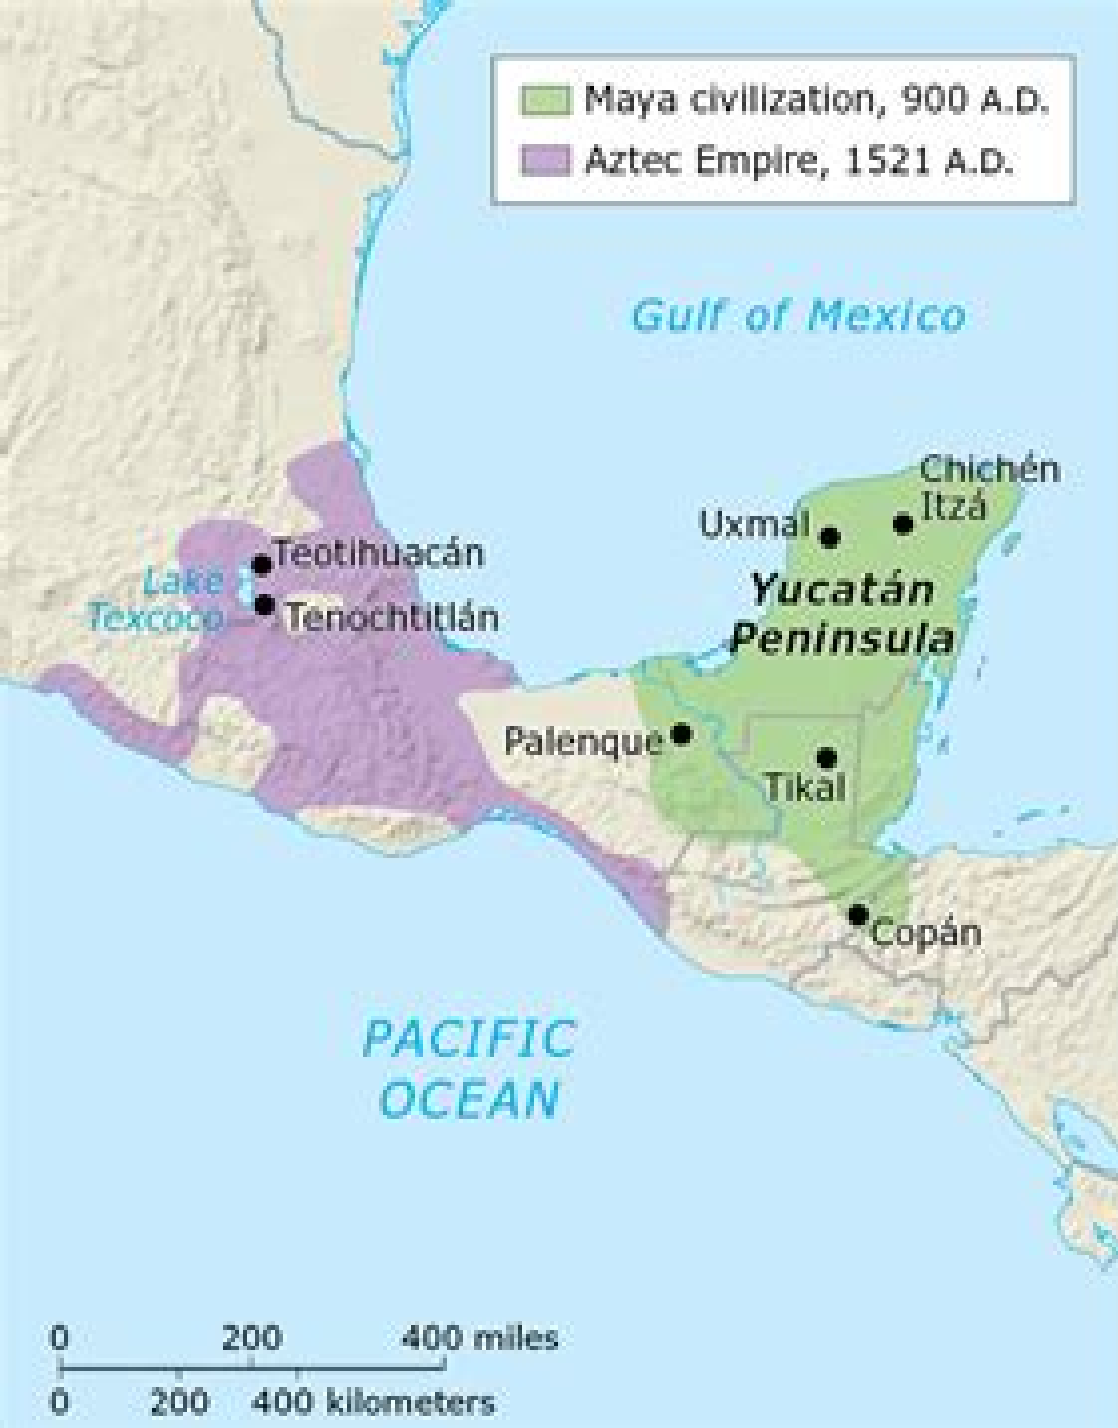 Maya civilization, 900 A.D.
Aztec Empire, 1521 A.D.
Gulf of Mexico
Chichén
Itzá
Uxmal
Teotihuacán
Lake
Texcoco
Tenochtitlán
Yucatán
Peninsula
Palenque
Tikal
Copán
PACIFIC
OCEAN
0 200 400 miles
0 200 400 kilometers